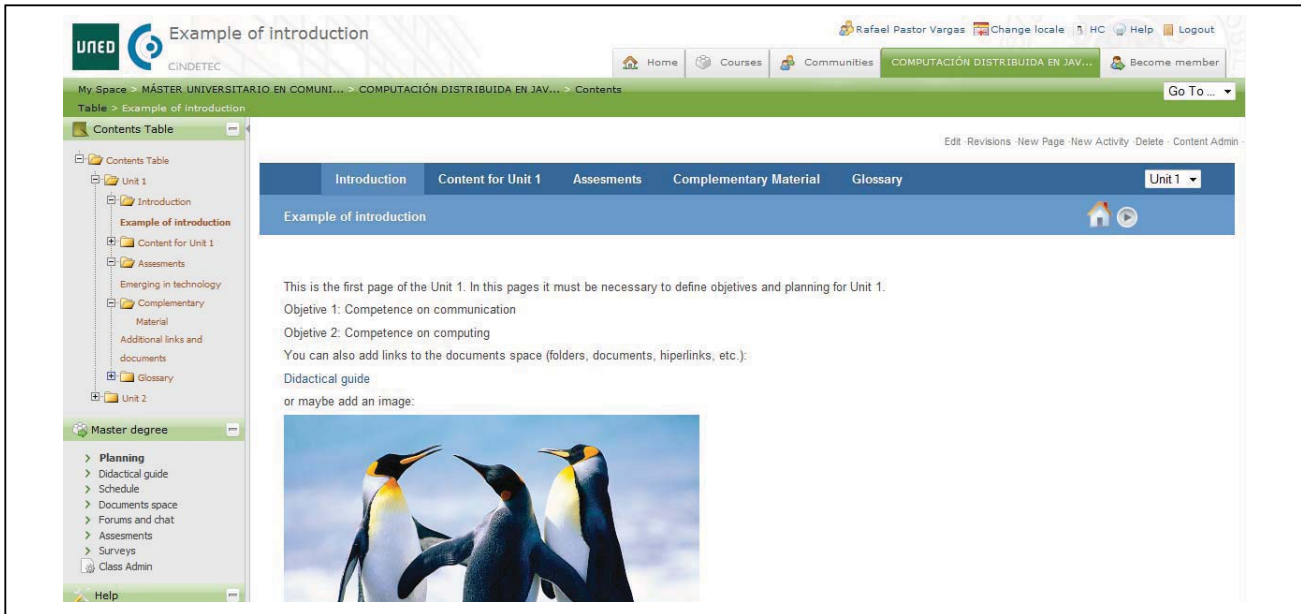 UNED
Example of introduction
CiNDETEC
Rafael Pastor Vargas Change locale HC Help Logout
Home Courses Communities COMPUTACIÓN DISTRIBUIDA EN JAV... Become member
My Space > MÁSTER UNIVERSITARIO EN COMUNI... > COMPUTACIÓN DISTRIBUIDA EN JAV... > Contents
Table > Example of introduction
Go To ...
Contents Table
Contents Table
Unit 1
Introduction
Example of introduction
Content for Unit 1
Assesments
Emerging in technology
Complementary
Material
Additional links and
documents
Glossary
Unit 2
Master degree
Planning
Didactical guide
Schedule
Documents space
Forums and chat
Assesments
Surveys
Class Admin
Help
Edit · Revisions · New Page · New Activity · Delete · Content Admin ·
Introduction Content for Unit 1 Assesments Complementary Material Glossary Unit 1
Example of introduction
This is the first page of the Unit 1. In this pages it must be necessary to define objetives and planning for Unit 1.
Objetive 1: Competence on communication
Objetive 2: Competence on computing
You can also add links to the documents space (folders, documents, hiperlinks, etc.):
Didactical guide
or maybe add an image: